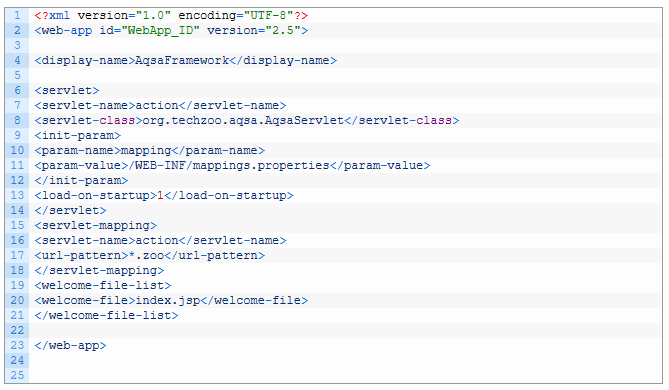 1 <?xml version="1.0" encoding="UTF-8"?>
2 <web-app id="WebApp_ID" version="2.5">
3
4 <display-name>AqsaFramework</display-name>
5
6 <servlet>
7 <servlet-name>action</servlet-name>
8 <servlet-class>org.techzoo.aqsa.AqsaServlet</servlet-class>
9 <init-param>
10 <param-name>mapping</param-name>
11 <param-value>/WEB-INF/mappings.properties</param-value>
12 </init-param>
13 <load-on-startup>1</load-on-startup>
14 </servlet>
15 <servlet-mapping>
16 <servlet-name>action</servlet-name>
17 <url-pattern>*.zoo</url-pattern>
18 </servlet-mapping>
19 <welcome-file-list>
20 <welcome-file>index.jsp</welcome-file>
21 </welcome-file-list>
22
23 </web-app>
24
25